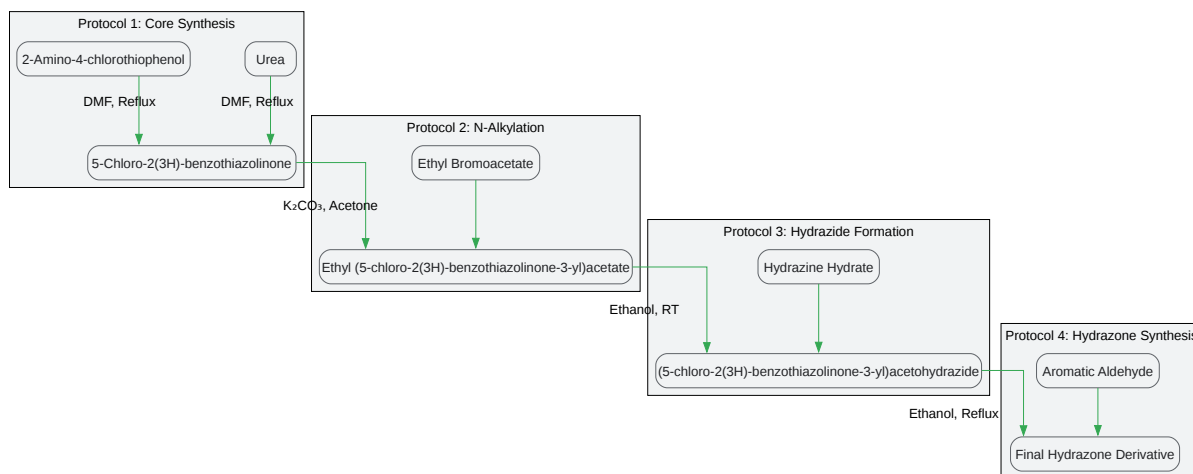 Protocol 1: Core Synthesis
2-Amino-4-chlorothiophenol
Urea
DMF, Reflux
DMF, Reflux
5-Chloro-2(3H)-benzothiazolinone
Protocol 2: N-Alkylation
Ethyl Bromoacetate
K₂CO₃, Acetone
Ethyl (5-chloro-2(3H)-benzothiazolinone-3-yl)acetate
Protocol 3: Hydrazide Formation
Hydrazine Hydrate
Ethanol, RT
(5-chloro-2(3H)-benzothiazolinone-3-yl)acetohydrazide
Protocol 4: Hydrazone Synthesis
Aromatic Aldehyde
Ethanol, Reflux
Final Hydrazone Derivative